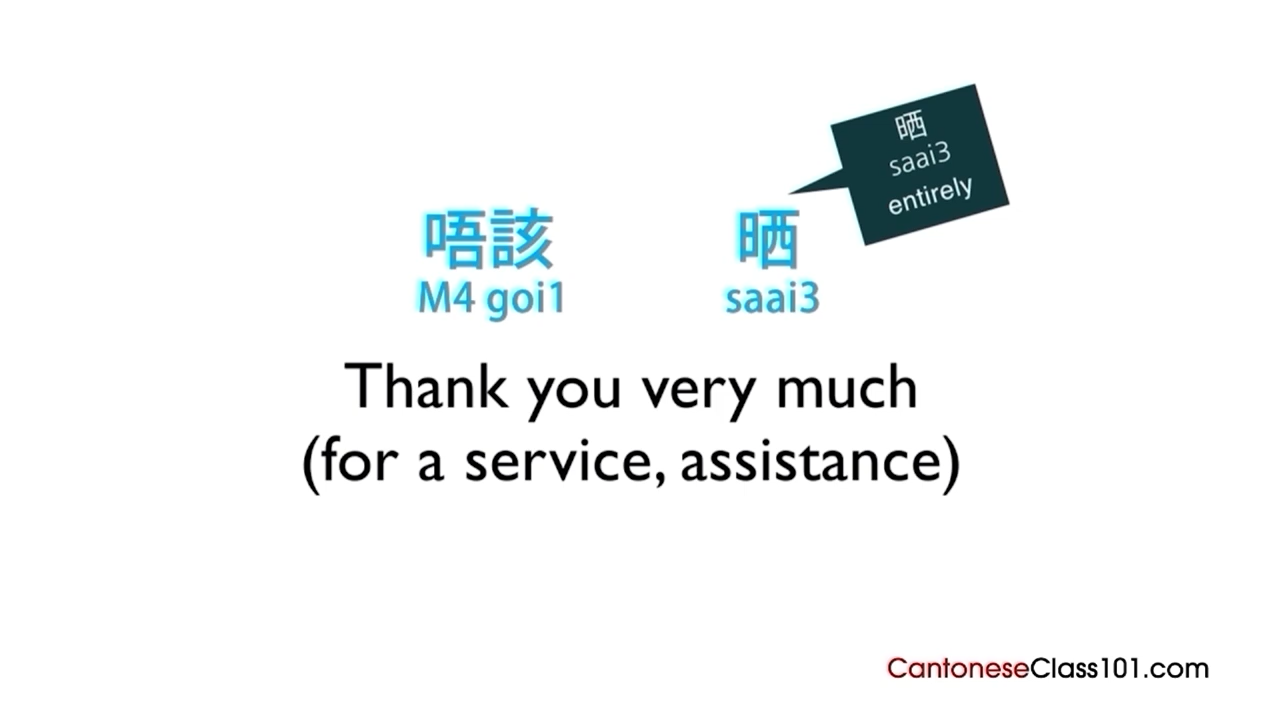 晒
saai3
entirely
唔該 晒
M4 goi1 saai3
Thank you very much
(for a service, assistance)
CantoneseClass101.com